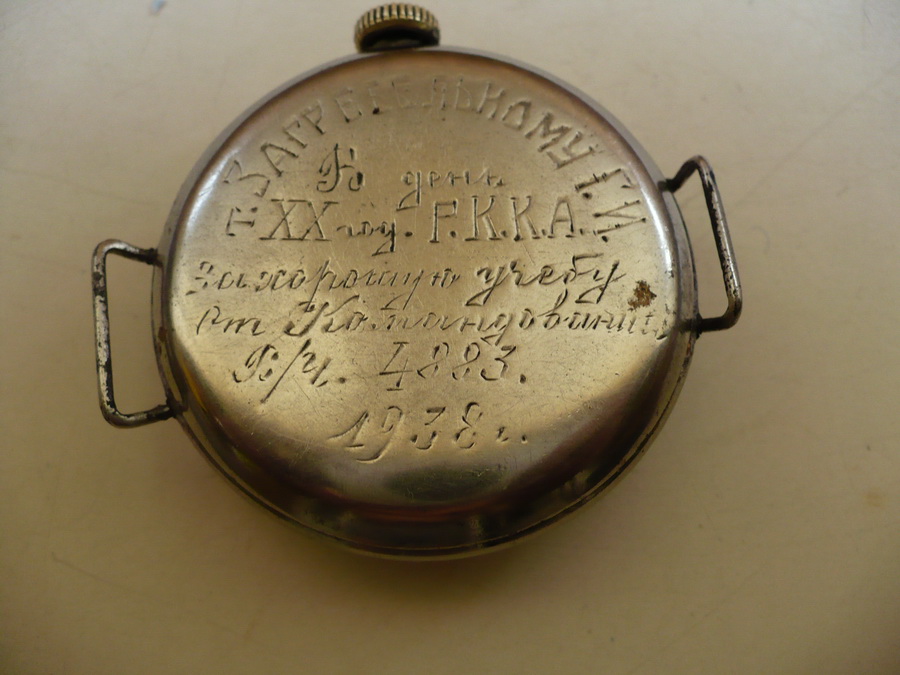 т. ЗАГРЕБЕЛЬНОМУ Г.И.
В день
XX год. Р.К.К.А.
За хорошую учебу
от Командования
В/Ч. 4883.
1938 г.